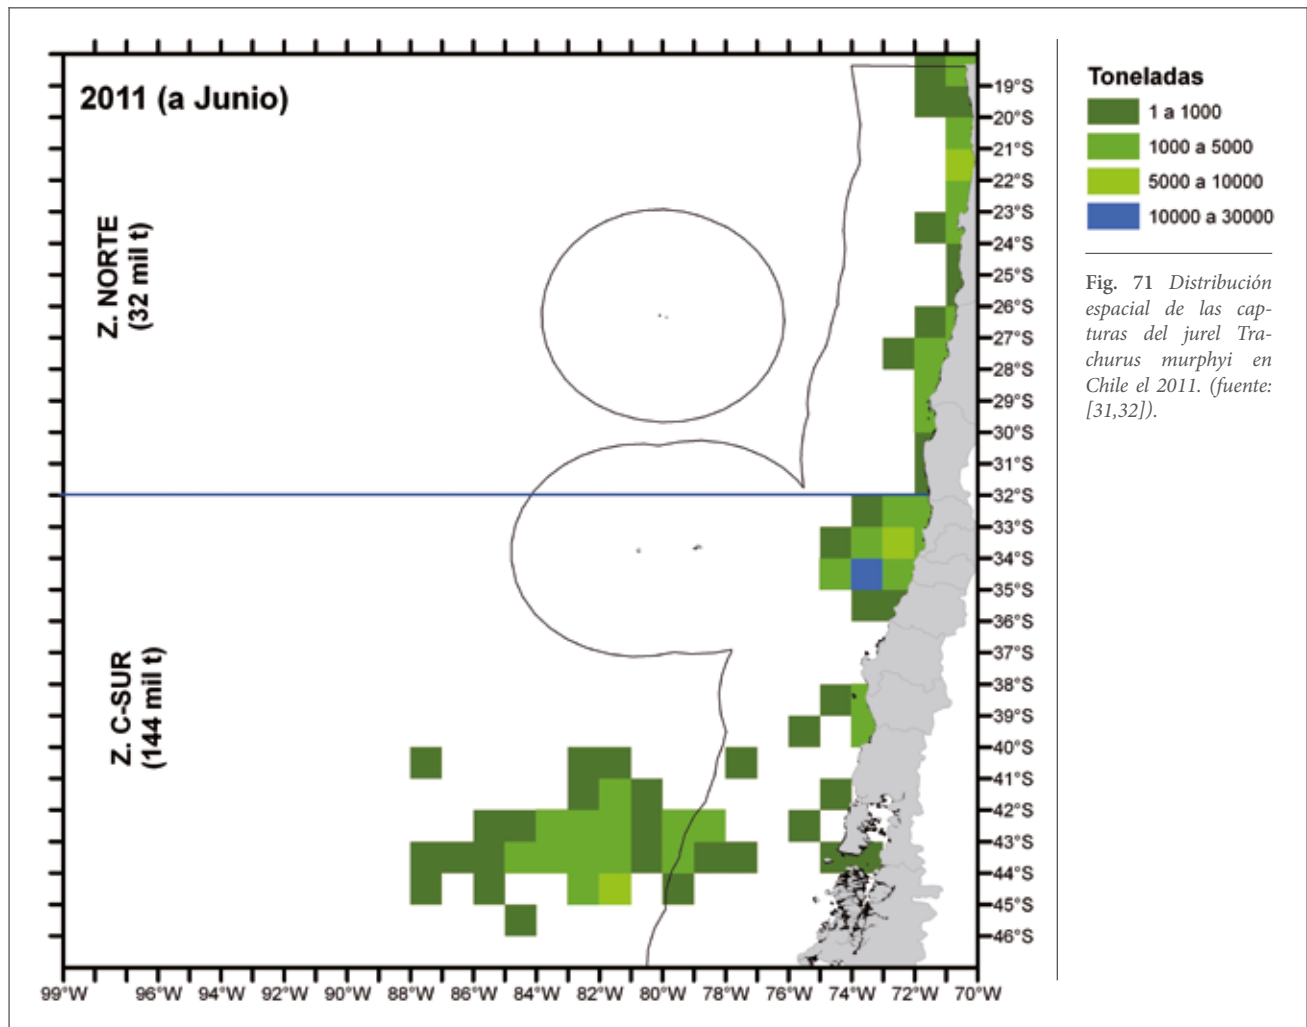 2011 (a Junio)
Z. NORTE
(32 mil t)
Z. C-SUR
(144 mil t)
19°S
20°S
21°S
22°S
23°S
24°S
25°S
26°S
27°S
28°S
29°S
30°S
31°S
32°S
33°S
34°S
35°S
36°S
37°S
38°S
39°S
40°S
41°S
42°S
43°S
44°S
45°S
46°S
99°W 96°W 94°W 92°W 90°W 88°W 86°W 84°W 82°W 80°W 78°W 76°W 74°W 72°W 70°W
Toneladas
1 a 1000
1000 a 5000
5000 a 10000
10000 a 30000
Fig. 71 Distribución
espacial de las cap-
turas del jurel Tra-
churus murphyi en
Chile el 2011. (fuente:
[31,32]).